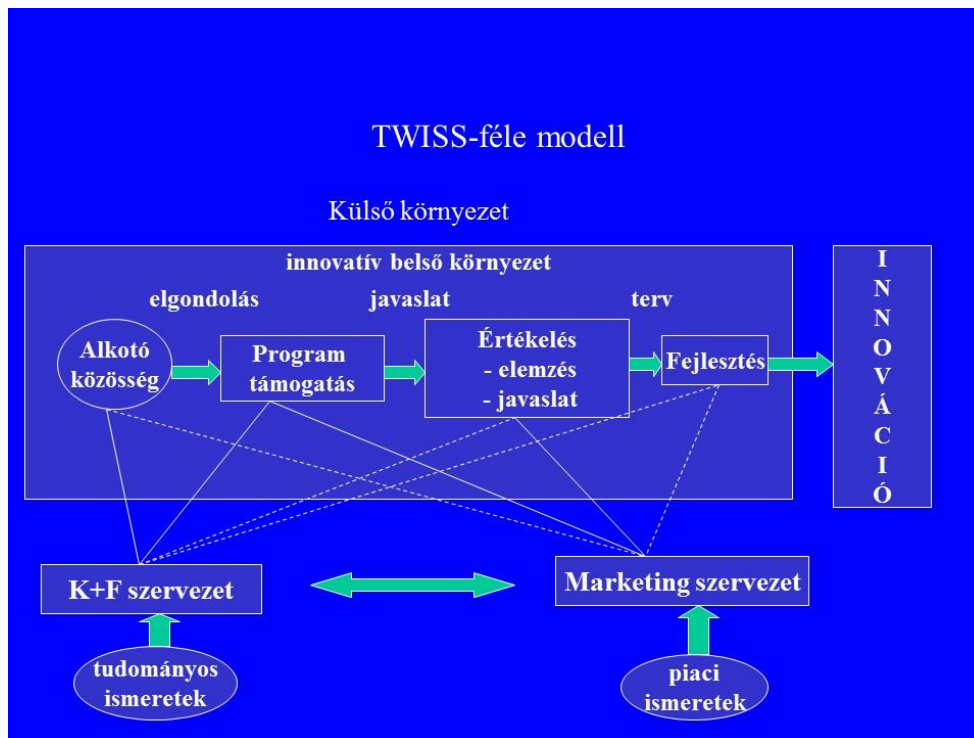 TWISS-féle modell
Külső környezet
innovatív belső környezet
elgondolás
javaslat
terv
Alkotó
közösség
Program
támogatás
Értékelés
- elemzés
- javaslat
Fejlesztés
I
N
N
O
V
Á
C
I
Ó
K+F szervezet
Marketing szervezet
tudományos
ismeretek
piaci
ismeretek